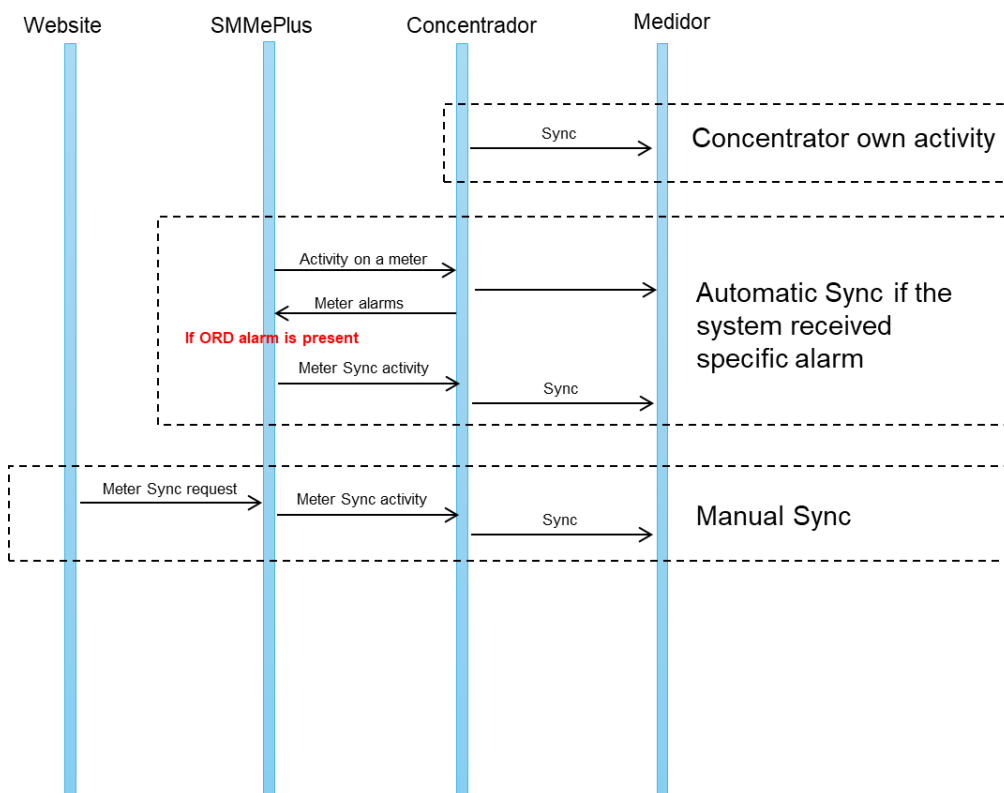 Website
SMMePlus
Concentrador
Medidor
Sync
Concentrator own activity
Activity on a meter
Meter alarms
If ORD alarm is present
Meter Sync activity
Sync
Automatic Sync if the
system received
specific alarm
Meter Sync request
Meter Sync activity
Sync
Manual Sync